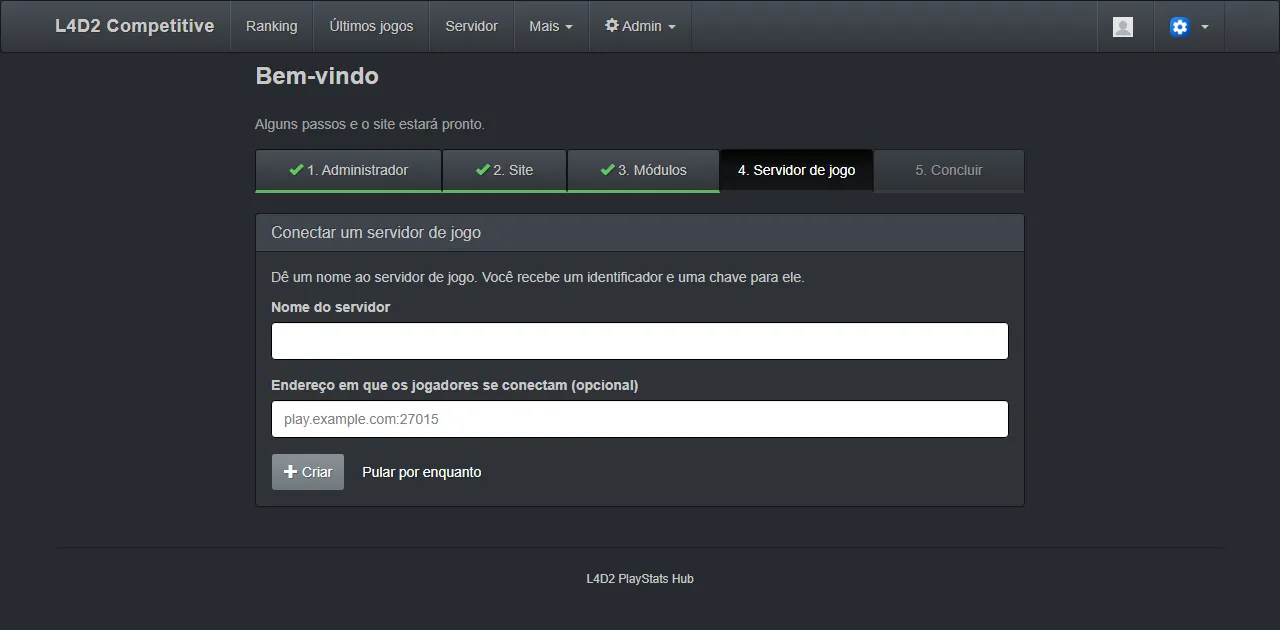 L4D2 Competitive Ranking Últimos jogos Servidor Mais Admin
Bem-vindo
Alguns passos e o site estará pronto.
1. Administrador 2. Site 3. Módulos 4. Servidor de jogo 5. Concluir
Conectar um servidor de jogo
Dê um nome ao servidor de jogo. Você recebe um identificador e uma chave para ele.
Nome do servidor
Endereço em que os jogadores se conectam (opcional)
play.example.com:27015
Criar Pular por enquanto
L4D2 PlayStats Hub